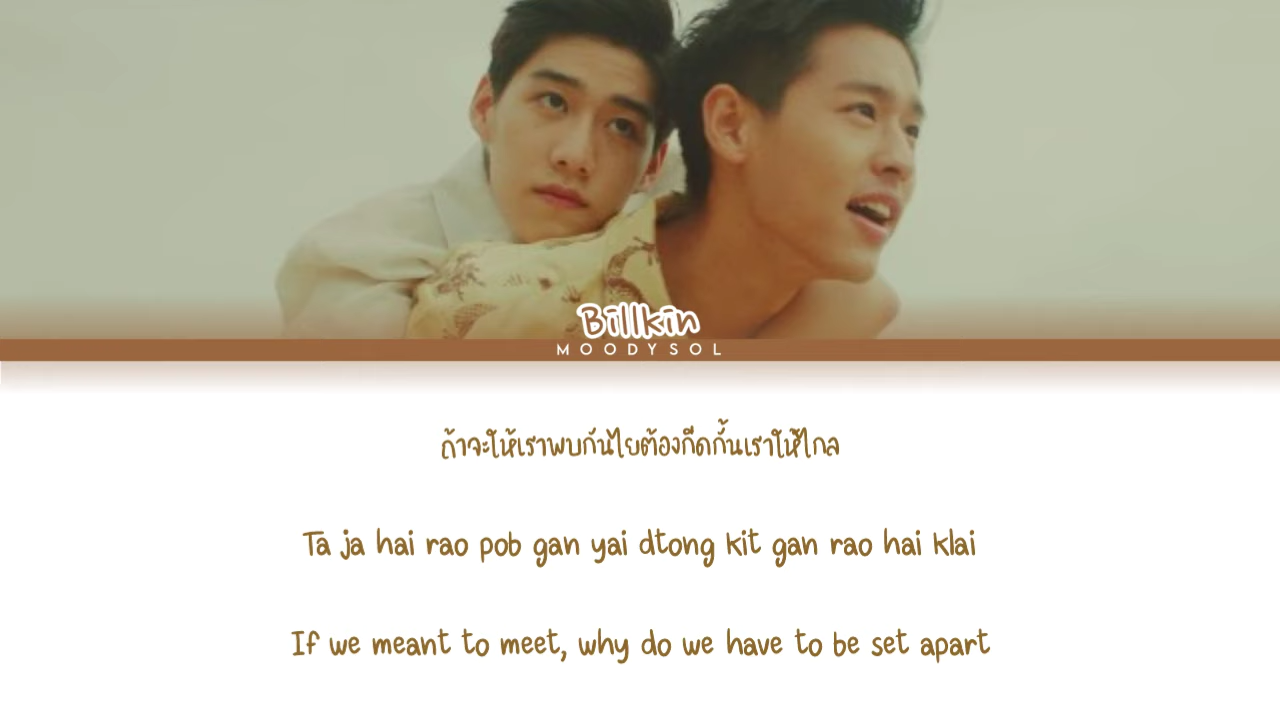 Billkin
MOODYSOL
ถ้าจะให้เราพบกันไยต้องกีดกั้นเราให้ไกล
Ta ja hai rao pob gan yai dtong kit gan rao hai klai
If we meant to meet, why do we have to be set apart